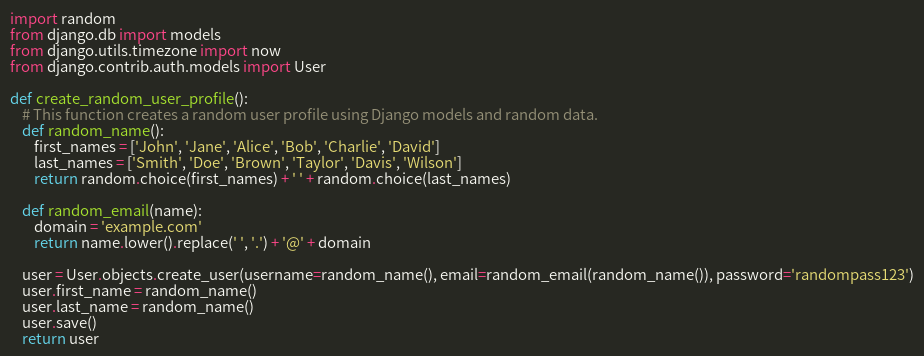 import random
from django.db import models
from django.utils.timezone import now
from django.contrib.auth.models import User

def create_random_user_profile():
    # This function creates a random user profile using Django models and random data.
    def random_name():
        first_names = ['John', 'Jane', 'Alice', 'Bob', 'Charlie', 'David']
        last_names = ['Smith', 'Doe', 'Brown', 'Taylor', 'Davis', 'Wilson']
        return random.choice(first_names) + ' ' + random.choice(last_names)

    def random_email(name):
        domain = 'example.com'
        return name.lower().replace(' ', '.') + '@' + domain

    user = User.objects.create_user(username=random_name(), email=random_email(random_name()), password='randompass123')
    user.first_name = random_name()
    user.last_name = random_name()
    user.save()
    return user